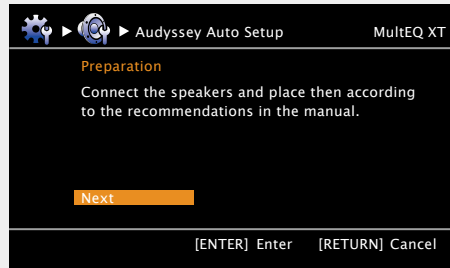 Audyssey Auto Setup MultEQ XT
Preparation
Connect the speakers and place then according
to the recommendations in the manual.
Next
[ENTER] Enter [RETURN] Cancel